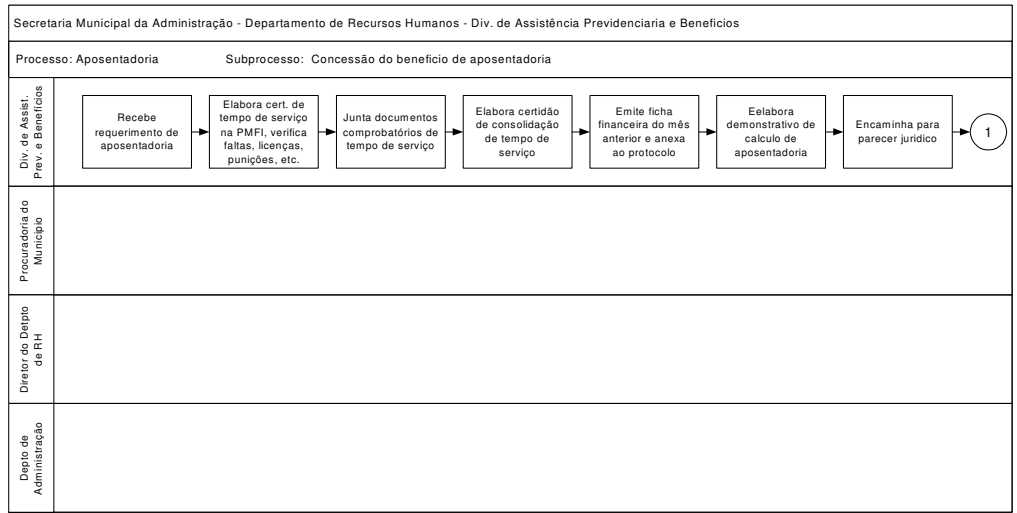 Secretaria Municipal da Administração - Departamento de Recursos Humanos - Div. de Assistência Previdenciaria e Beneficios
Processo: Aposentadoria Subprocesso: Concessão do beneficio de aposentadoria
Div. de Assist.
Prev. e Benefícios
Recebe
requerimento de
aposentadoria
Elabora cert. de
tempo de serviço
na PMFI, verifica
faltas, licenças,
punições, etc.
Junta documentos
comprobatórios de
tempo de serviço
Elabora certidão
de consolidação
de tempo de
serviço
Emite ficha
financeira do mês
anterior e anexa
ao protocolo
Eelabora
demonstrativo de
calculo de
aposentadoria
Encaminha para
parecer juridico
1
Procuradoria do
Municipio
Diretor do Detpto
de RH
Depto de
Administração